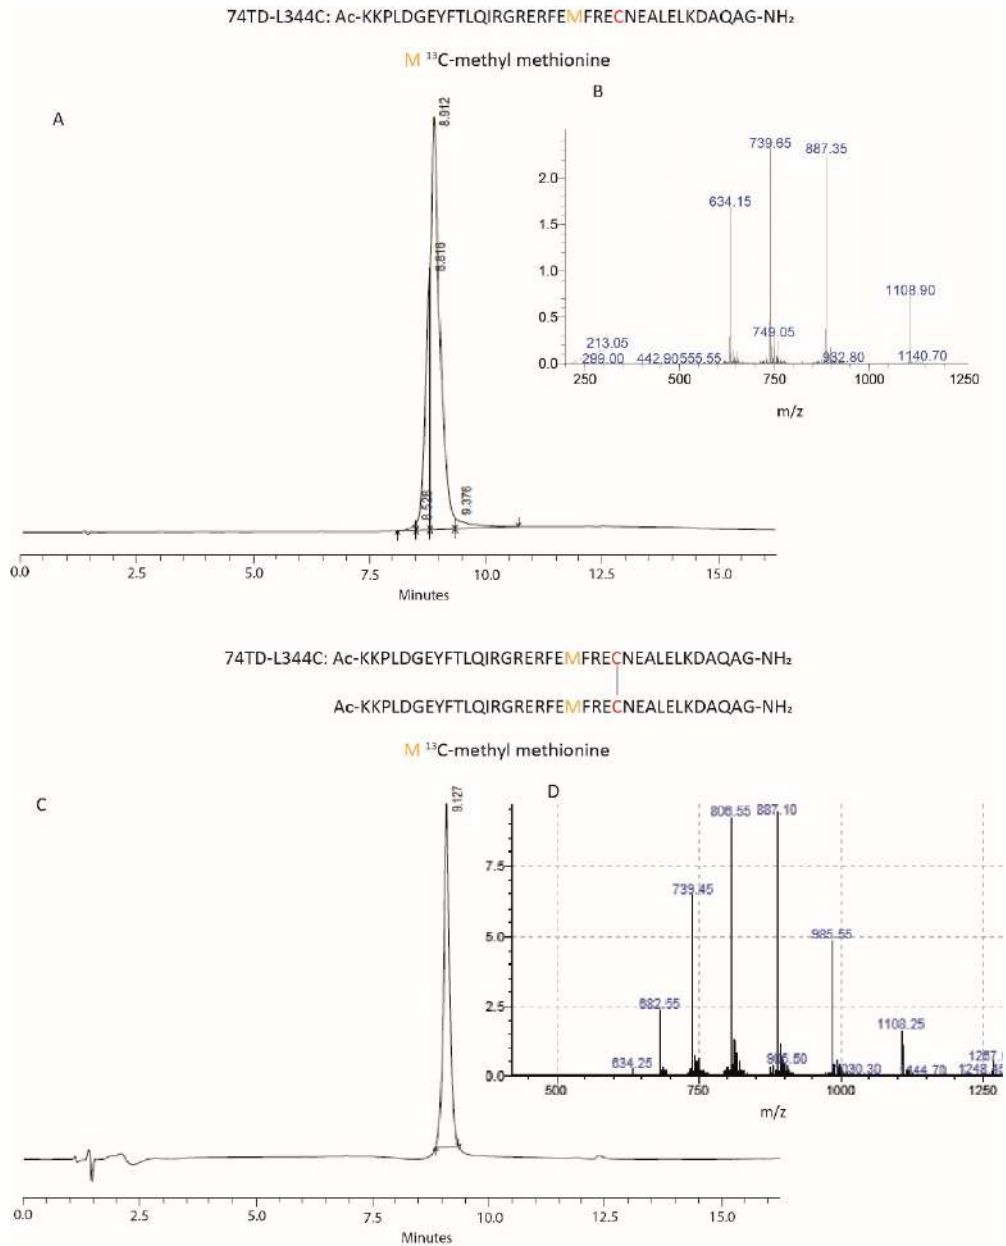 74TD-L344C: Ac-KKPLDGEYFTLQIRGRERFEMFRECNEALELKDAQAG-NH₂
M ¹³C-methyl methionine
A
8.912
8.818
8.528
9.376
0.0 2.5 5.0 7.5 10.0 12.5 15.0
Minutes
B
2.0
1.5
1.0
0.5
0.0
739.65
887.35
634.15
1108.90
749.05
213.05
299.00
442.90
555.55
932.80
1140.70
250 500 750 1000 1250
m/z
74TD-L344C: Ac-KKPLDGEYFTLQIRGRERFEMFRECNEALELKDAQAG-NH₂
Ac-KKPLDGEYFTLQIRGRERFEMFRECNEALELKDAQAG-NH₂
M ¹³C-methyl methionine
C
9.127
0.0 2.5 5.0 7.5 10.0 12.5 15.0
Minutes
D
7.5
5.0
2.5
0.0
806.55
887.10
739.45
985.55
682.55
1108.25
634.25
500 750 1000 1250
m/z